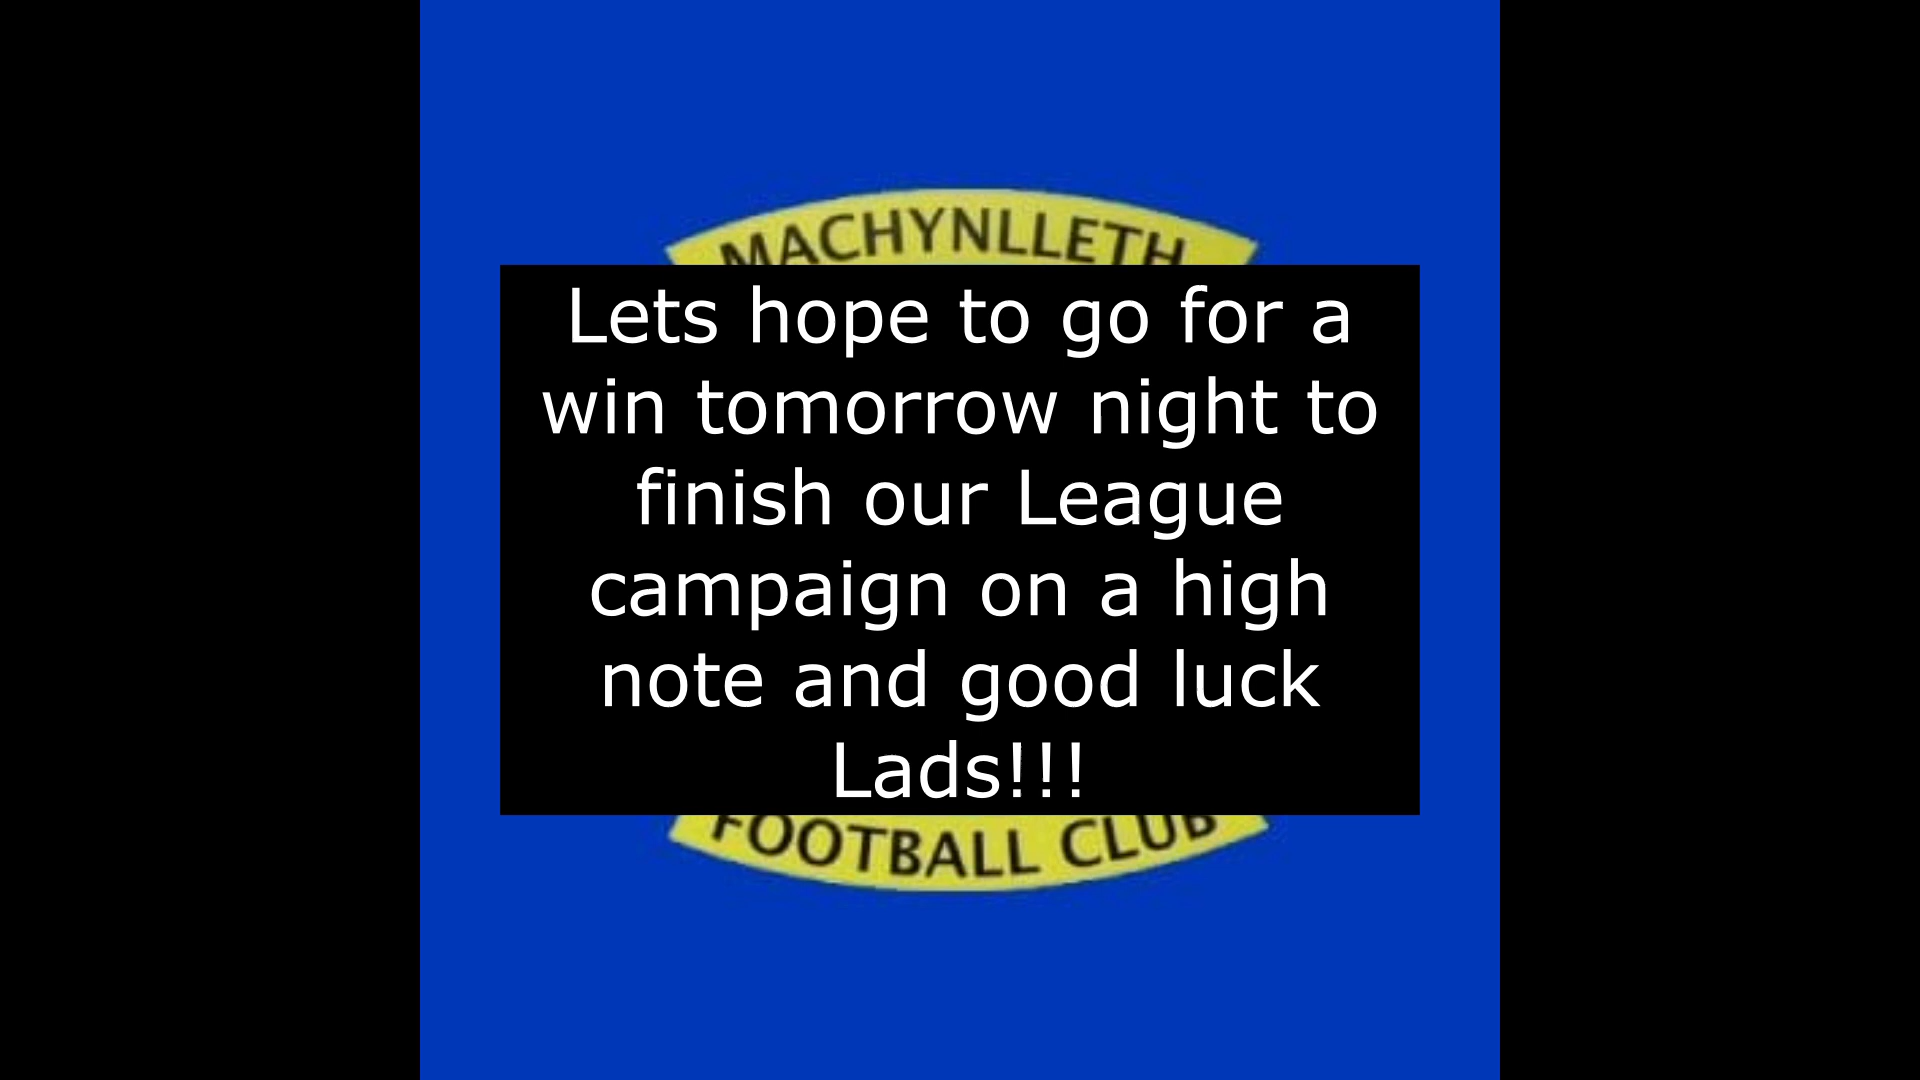 MACHYNLLETH
Lets hope to go for a
win tomorrow night to
finish our League
campaign on a high
note and good luck
Lads!!!
FOOTBALL CLUB